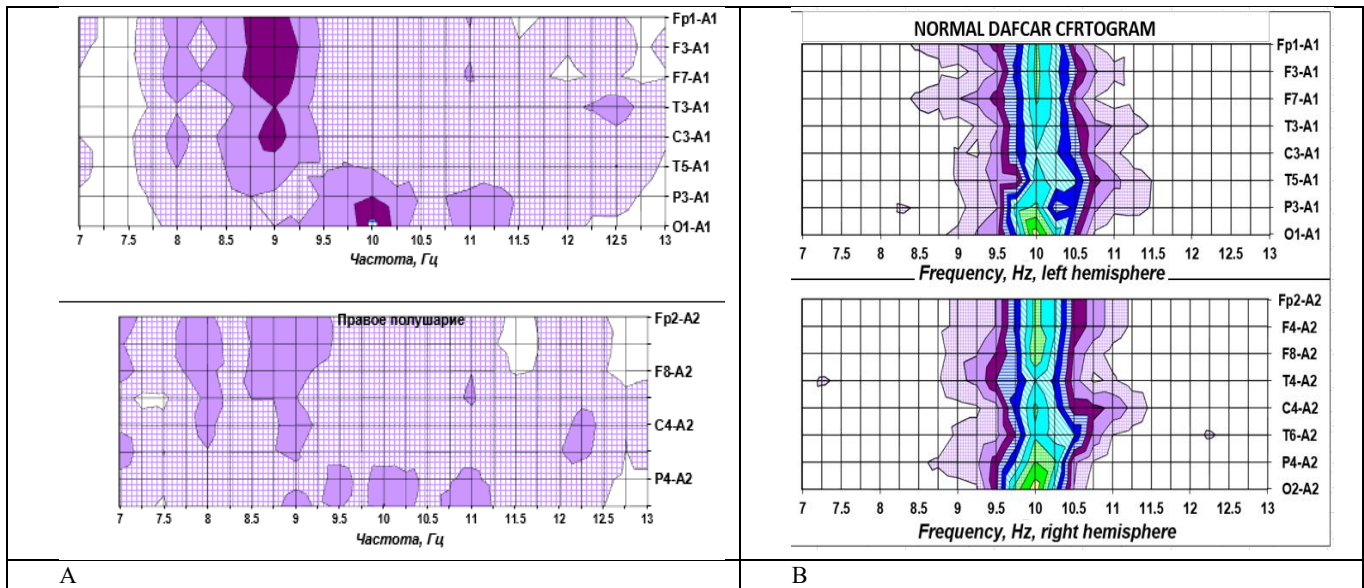 Fp1-A1
F3-A1
F7-A1
T3-A1
C3-A1
T5-A1
P3-A1
O1-A1
7 7.5 8 8.5 9 9.5 10 10.5 11 11.5 12 12.5 13
Частота, Гц
Правое полушарие
Fp2-A2
F8-A2
C4-A2
P4-A2
7 7.5 8 8.5 9 9.5 10 10.5 11 11.5 12 12.5 13
Частота, Гц
A
NORMAL DAFCAR CFRTOGRAM
Fp1-A1
F3-A1
F7-A1
T3-A1
C3-A1
T5-A1
P3-A1
O1-A1
7 7.5 8 8.5 9 9.5 10 10.5 11 11.5 12 12.5 13
Frequency, Hz, left hemisphere
Fp2-A2
F4-A2
F8-A2
T4-A2
C4-A2
T6-A2
P4-A2
O2-A2
7 7.5 8 8.5 9 9.5 10 10.5 11 11.5 12 12.5 13
Frequency, Hz, right hemisphere
B